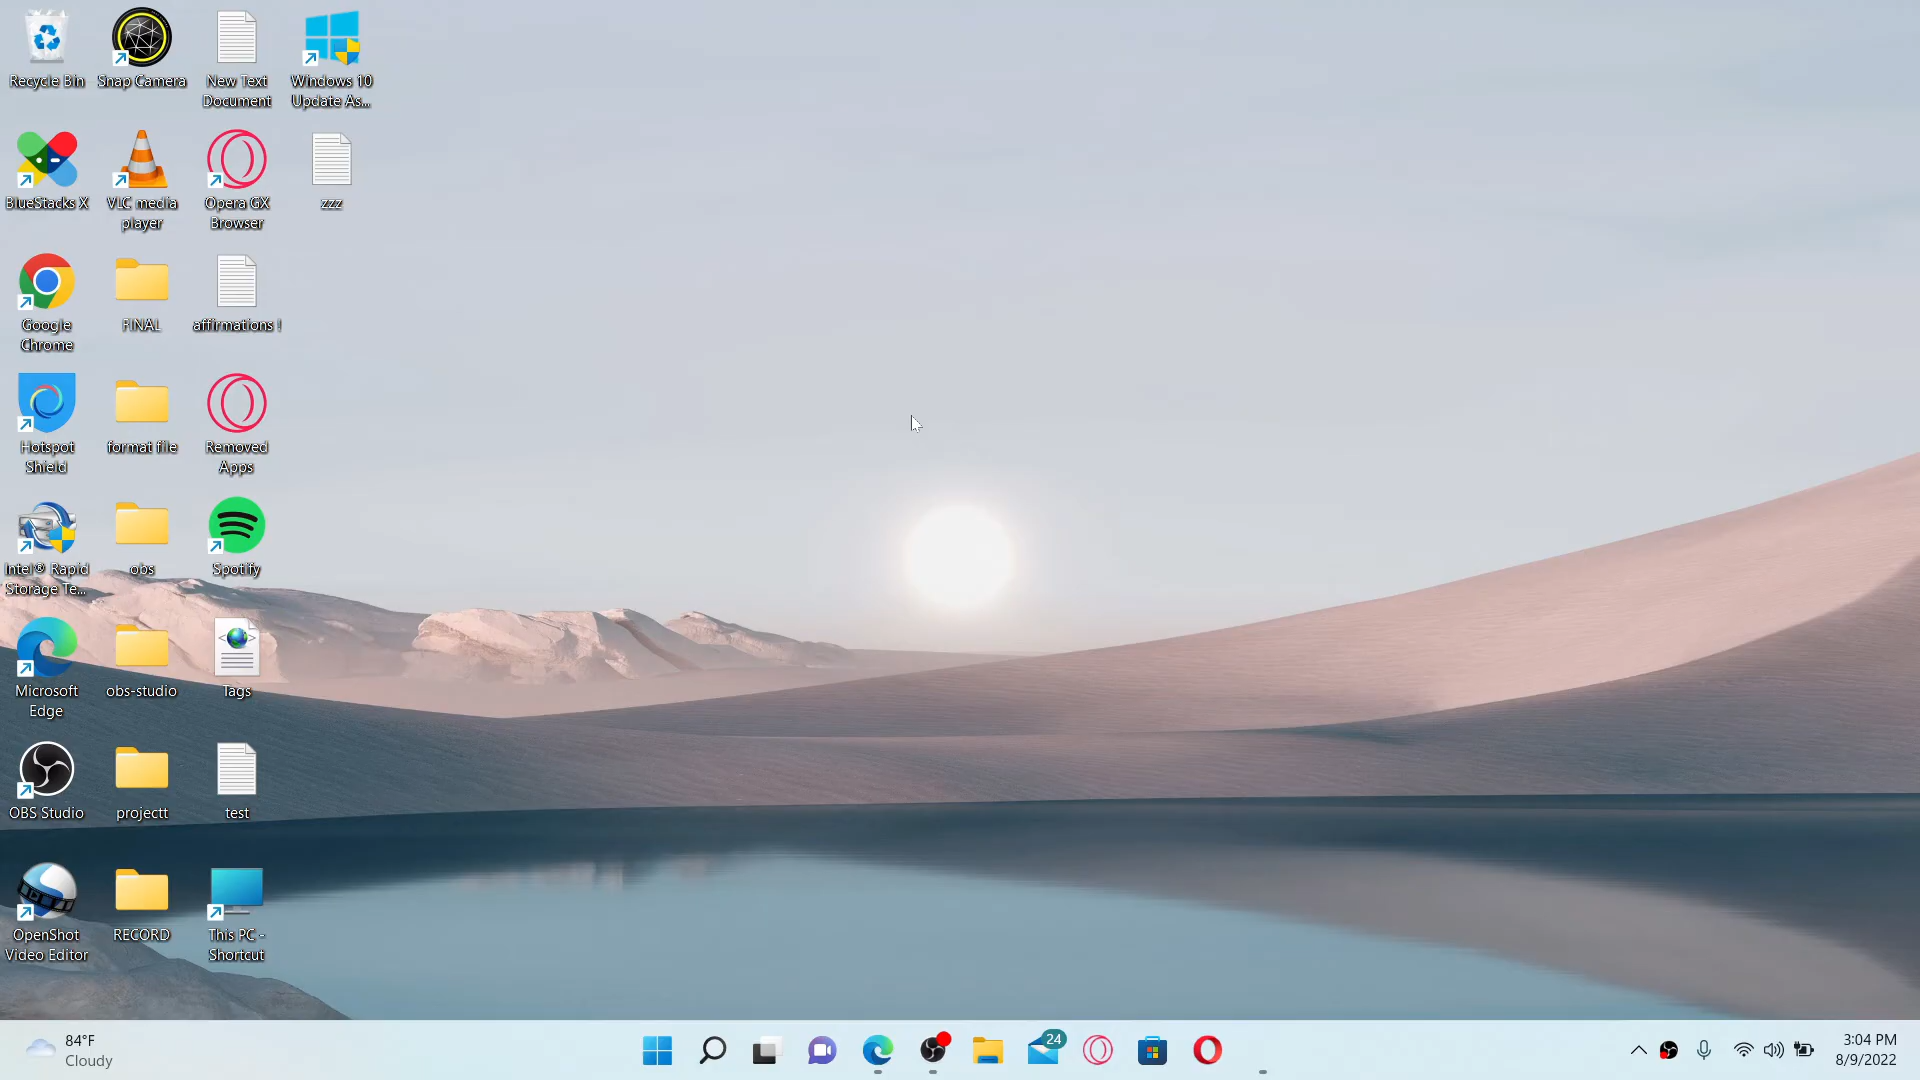 Recycle Bin
Snap Camera
New Text
Document
Windows 10
Update As...
BlueStacks X
VLC media
player
Opera GX
Browser
zzz
Google
Chrome
FINAL
affirmations !
Hotspot
Shield
format file
Removed
Apps
Intel® Rapid
Storage Te...
obs
Spotify
Microsoft
Edge
obs-studio
Tags
OBS Studio
projectt
test
OpenShot
Video Editor
RECORD
This PC -
Shortcut
84°F
Cloudy
24
3:04 PM
8/9/2022